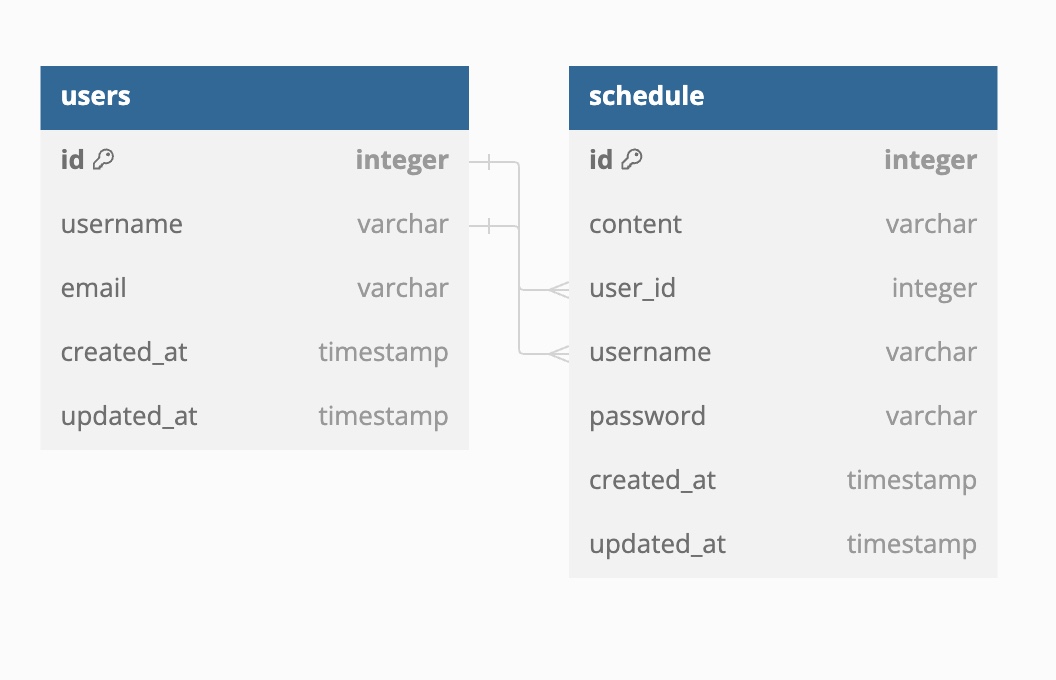 users
id integer
username varchar
email varchar
created_at timestamp
updated_at timestamp
schedule
id integer
content varchar
user_id integer
username varchar
password varchar
created_at timestamp
updated_at timestamp